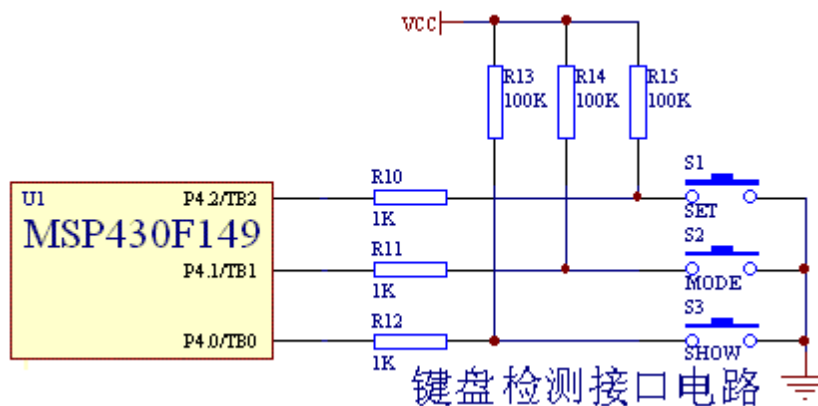 VCC
R13
100K
R14
100K
R15
100K
U1
MSP430F149
P4.2/TB2
P4.1/TB1
P4.0/TB0
R10
1K
R11
1K
R12
1K
S1
SET
S2
MODE
S3
SHOW
键盘检测接口电路